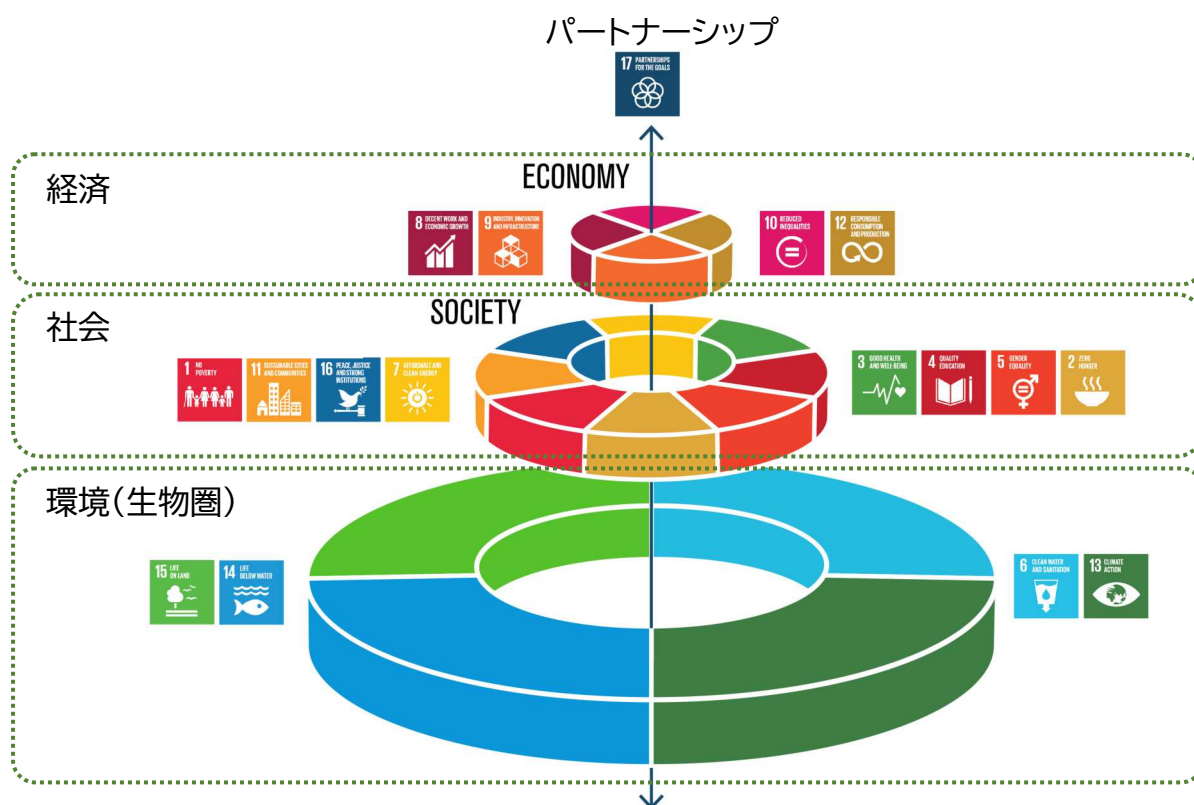 パートナーシップ
17 PARTNERSHIPS
FOR THE GOALS
経済
ECONOMY
8 DECENT WORK AND
ECONOMIC GROWTH
9 INDUSTRY, INNOVATION
AND INFRASTRUCTURE
10 REDUCED
INEQUALITIES
12 RESPONSIBLE
CONSUMPTION
AND PRODUCTION
社会
SOCIETY
1 NO
POVERTY
11 SUSTAINABLE CITIES
AND COMMUNITIES
16 PEACE, JUSTICE
AND STRONG
INSTITUTIONS
7 AFFORDABLE AND
CLEAN ENERGY
3 GOOD HEALTH
AND WELL-BEING
4 QUALITY
EDUCATION
5 GENDER
EQUALITY
2 ZERO
HUNGER
環境(生物圏)
15 LIFE
ON LAND
14 LIFE
BELOW WATER
6 CLEAN WATER
AND SANITATION
13 CLIMATE
ACTION